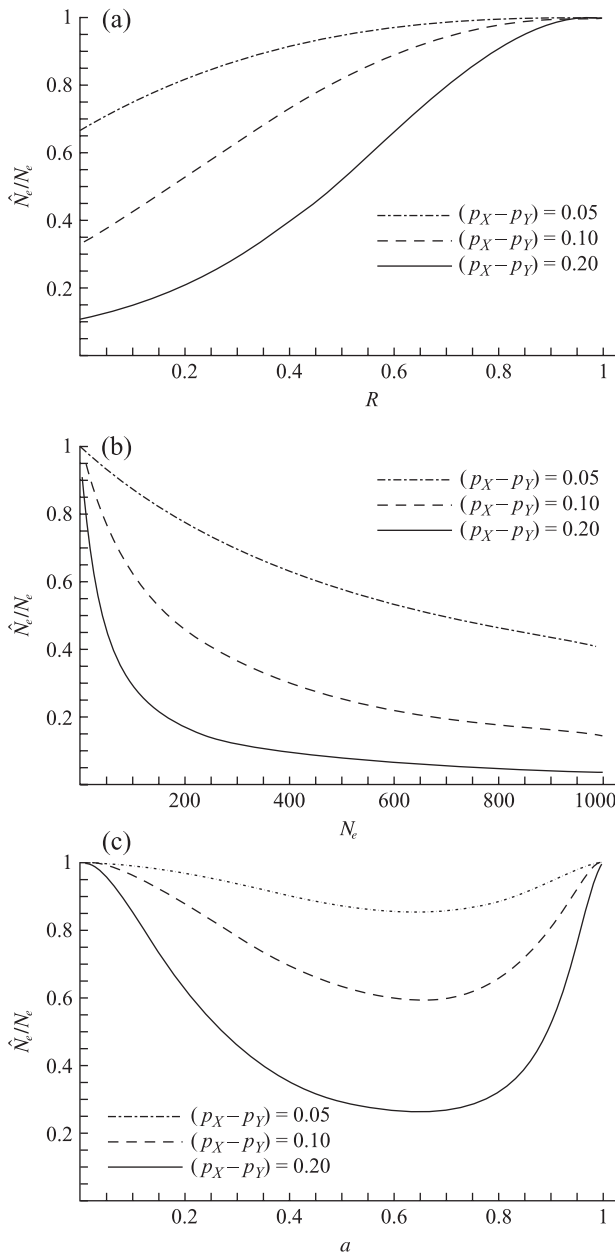 (a)
1
0.8
0.6
0.4
0.2
N̂e/Ne
(pX−pY) = 0.05
(pX−pY) = 0.10
(pX−pY) = 0.20
0.2 0.4 0.6 0.8 1
R
(b)
1
0.8
0.6
0.4
0.2
N̂e/Ne
(pX−pY) = 0.05
(pX−pY) = 0.10
(pX−pY) = 0.20
200 400 600 800 1000
Ne
(c)
1
0.8
0.6
0.4
0.2
N̂e/Ne
(pX−pY) = 0.05
(pX−pY) = 0.10
(pX−pY) = 0.20
0.2 0.4 0.6 0.8 1
a